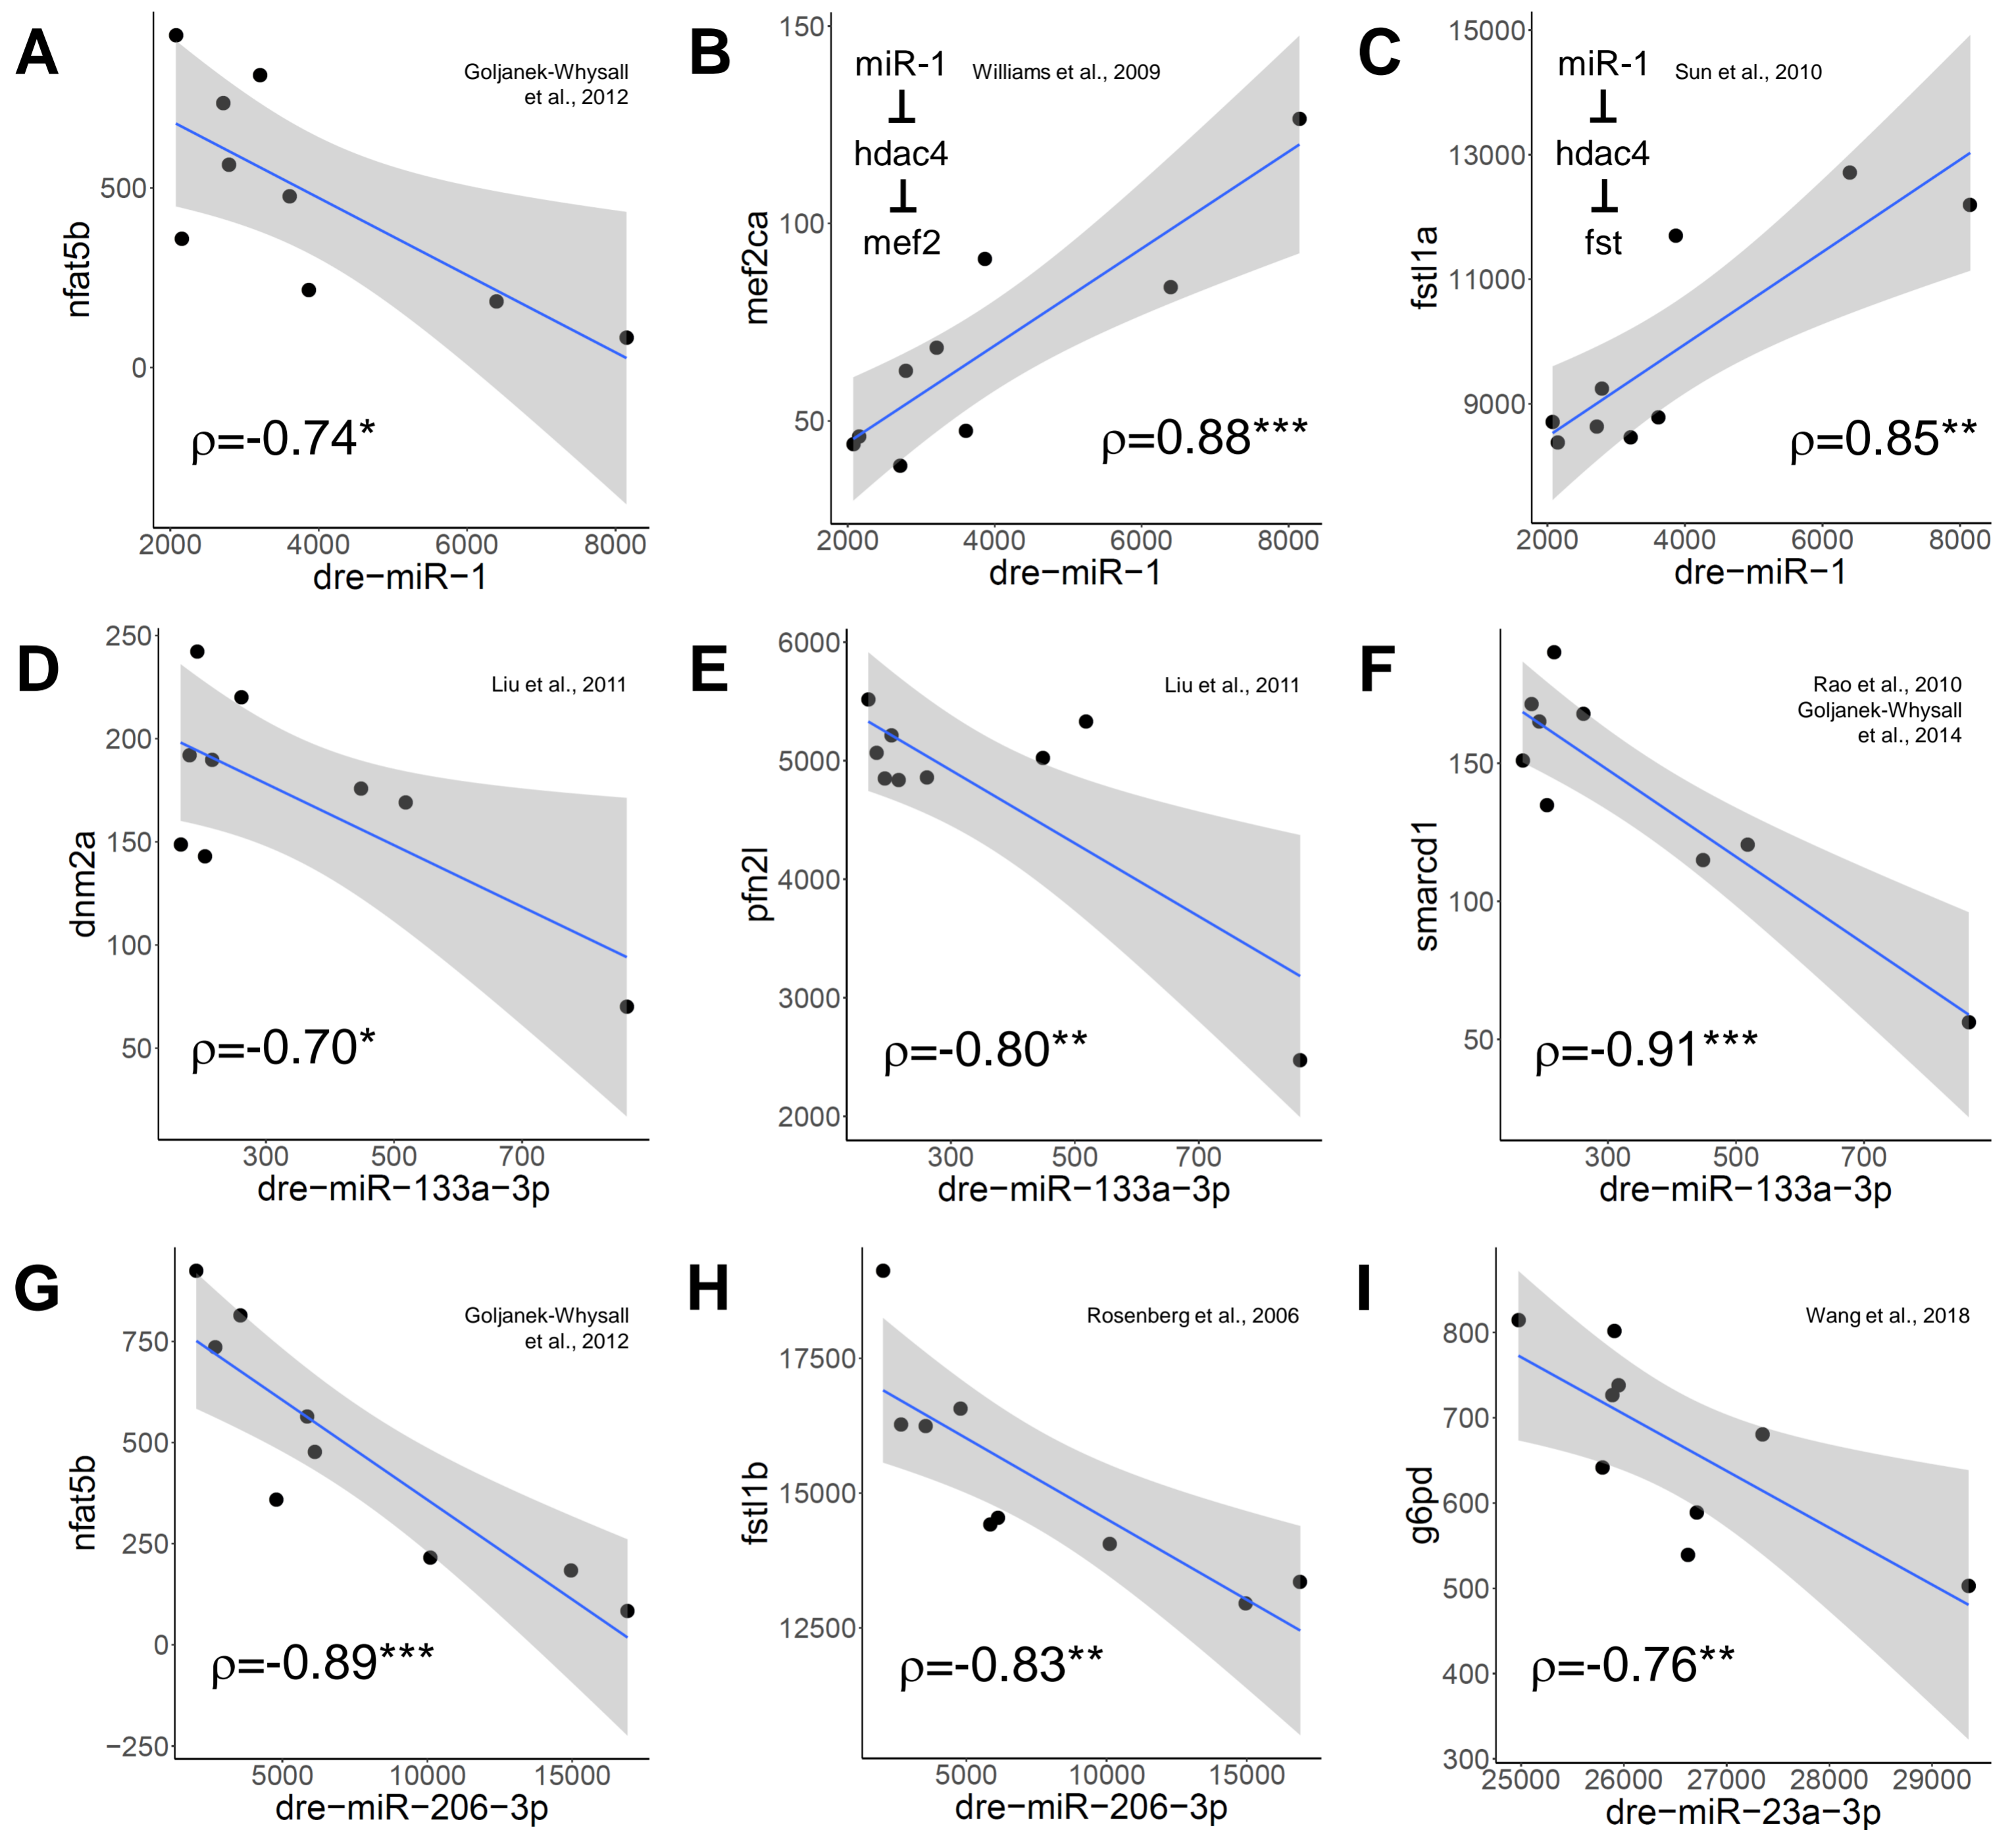 A
Goljanek-Whysall
et al., 2012
nfat5b
500
0
ρ=-0.74*
2000 4000 6000 8000
dre−miR−1
B
miR-1
Williams et al., 2009
hdac4
mef2
mef2ca
150
100
50
ρ=0.88***
2000 4000 6000 8000
dre−miR−1
C
miR-1
Sun et al., 2010
hdac4
fst
fstl1a
15000
13000
11000
9000
ρ=0.85**
2000 4000 6000 8000
dre−miR−1
D
Liu et al., 2011
dnm2a
250
200
150
100
50
ρ=-0.70*
300 500 700
dre−miR−133a−3p
E
Liu et al., 2011
pfn2l
6000
5000
4000
3000
2000
ρ=-0.80**
300 500 700
dre−miR−133a−3p
F
Rao et al., 2010
Goljanek-Whysall
et al., 2014
smarcd1
150
100
50
ρ=-0.91***
300 500 700
dre−miR−133a−3p
G
Goljanek-Whysall
et al., 2012
nfat5b
750
500
250
0
−250
ρ=-0.89***
5000 10000 15000
dre−miR−206−3p
H
Rosenberg et al., 2006
fstl1b
17500
15000
12500
ρ=-0.83**
5000 10000 15000
dre−miR−206−3p
I
Wang et al., 2018
g6pd
800
700
600
500
400
300
ρ=-0.76**
25000 26000 27000 28000 29000
dre−miR−23a−3p